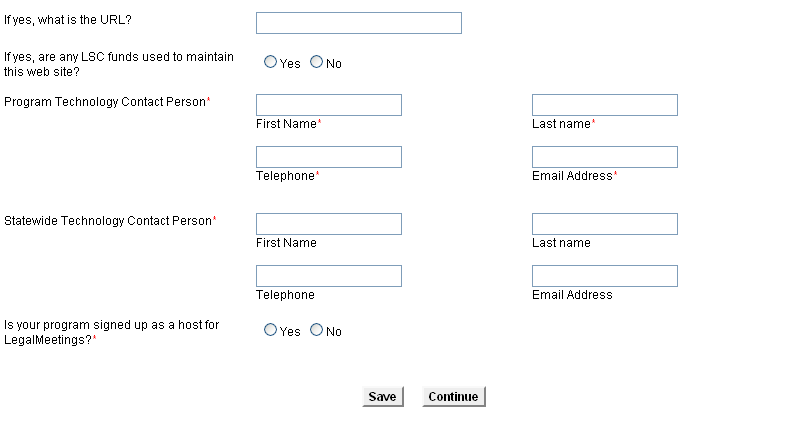 If yes, what is the URL?
If yes, are any LSC funds used to maintain
this web site?
Yes No
Program Technology Contact Person*
First Name* Last name*
Telephone* Email Address*
Statewide Technology Contact Person*
First Name Last name
Telephone Email Address
Is your program signed up as a host for
LegalMeetings?*
Yes No
Save Continue